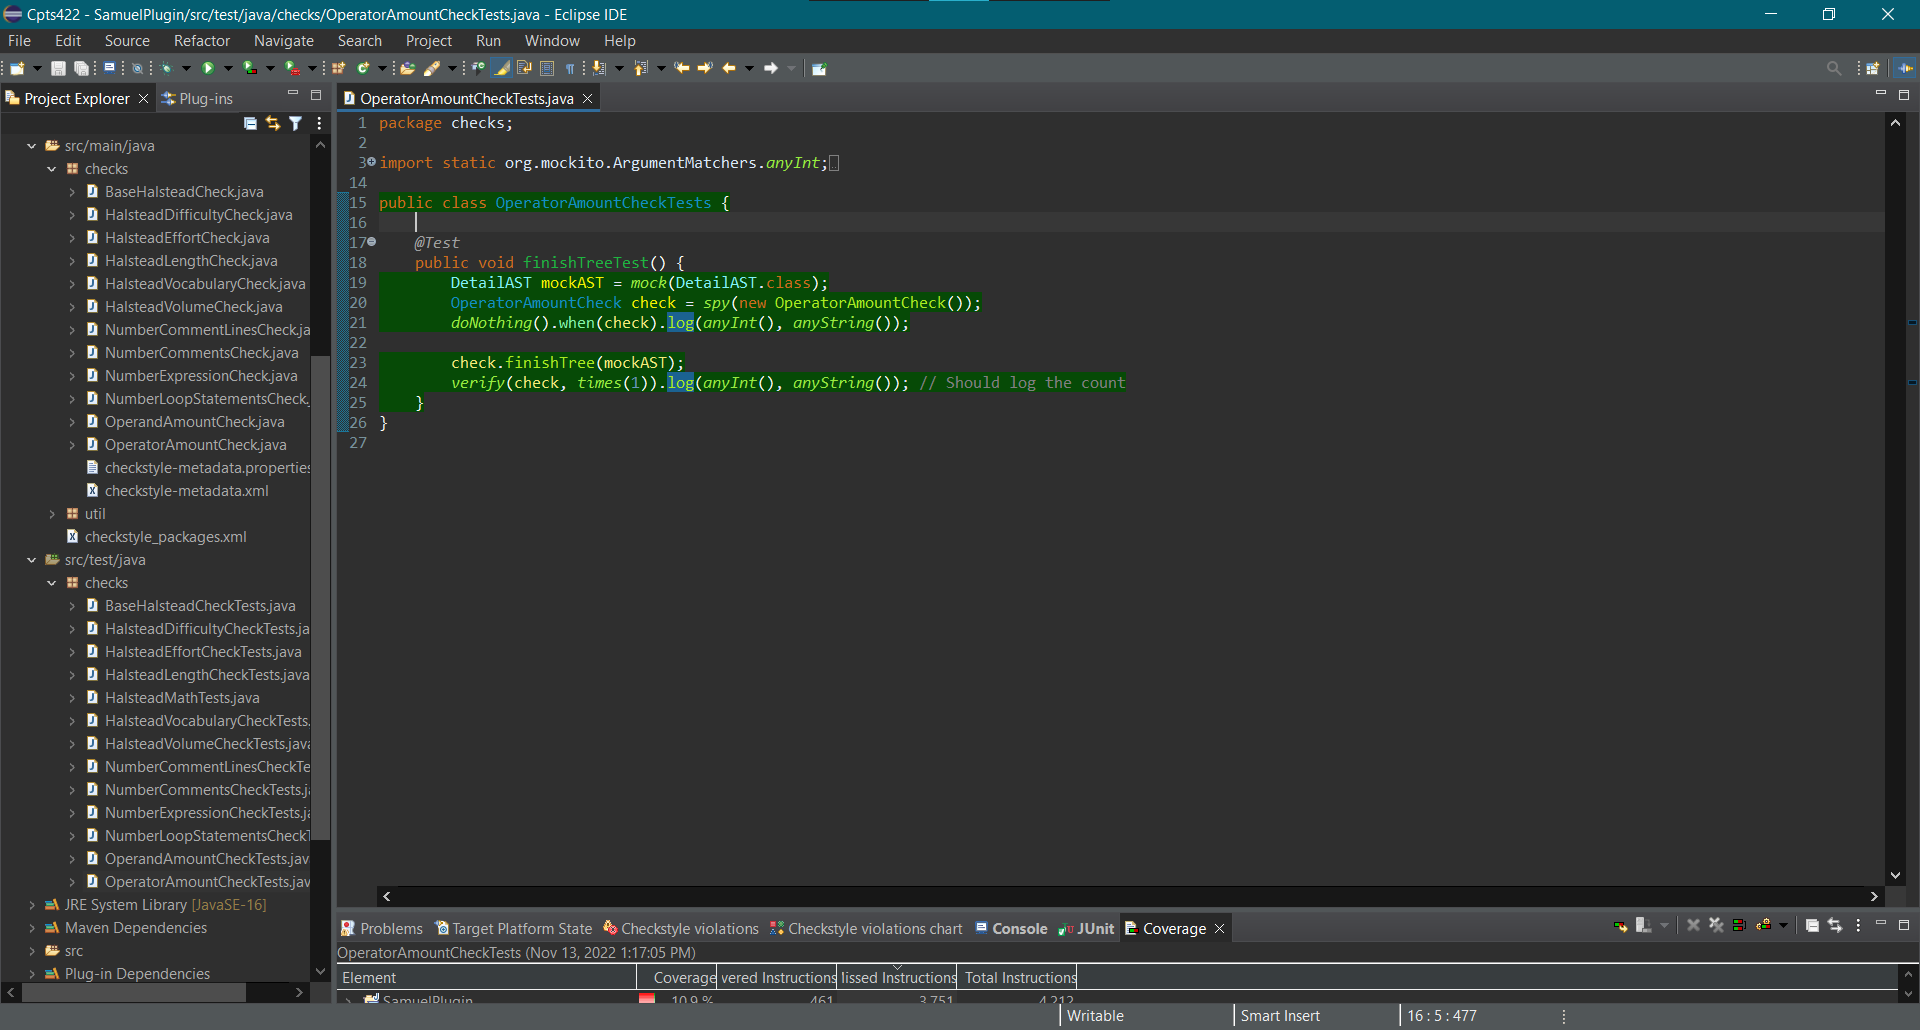 Cpts422 - SamuelPlugin/src/test/java/checks/OperatorAmountCheckTests.java - Eclipse IDE
File Edit Source Refactor Navigate Search Project Run Window Help
Project Explorer
Plug-ins
src/main/java
checks
BaseHalsteadCheck.java
HalsteadDifficultyCheck.java
HalsteadEffortCheck.java
HalsteadLengthCheck.java
HalsteadVocabularyCheck.java
HalsteadVolumeCheck.java
NumberCommentLinesCheck.ja
NumberCommentsCheck.java
NumberExpressionCheck.java
NumberLoopStatementsCheck.
OperandAmountCheck.java
OperatorAmountCheck.java
checkstyle-metadata.properties
checkstyle-metadata.xml
util
checkstyle_packages.xml
src/test/java
checks
BaseHalsteadCheckTests.java
HalsteadDifficultyCheckTests.ja
HalsteadEffortCheckTests.java
HalsteadLengthCheckTests.java
HalsteadMathTests.java
HalsteadVocabularyCheckTests.
HalsteadVolumeCheckTests.java
NumberCommentLinesCheckTe
NumberCommentsCheckTests.j
NumberExpressionCheckTests.ja
NumberLoopStatementsCheckT
OperandAmountCheckTests.jav
OperatorAmountCheckTests.jav
JRE System Library [JavaSE-16]
Maven Dependencies
src
Plug-in Dependencies
OperatorAmountCheckTests.java
1 package checks;
2
3 import static org.mockito.ArgumentMatchers.anyInt;
14
15 public class OperatorAmountCheckTests {
16
17 @Test
18 public void finishTreeTest() {
19 DetailAST mockAST = mock(DetailAST.class);
20 OperatorAmountCheck check = spy(new OperatorAmountCheck());
21 doNothing().when(check).log(anyInt(), anyString());
22
23 check.finishTree(mockAST);
24 verify(check, times(1)).log(anyInt(), anyString()); // Should log the count
25 }
26 }
27
Problems
Target Platform State
Checkstyle violations
Checkstyle violations chart
Console
JUnit
Coverage
OperatorAmountCheckTests (Nov 13, 2022 1:17:05 PM)
Element Coverage vered Instructions lissed Instructions Total Instructions
SamuelPlugin 10.9 % 461 3,751 4,212
Writable Smart Insert 16 : 5 : 477